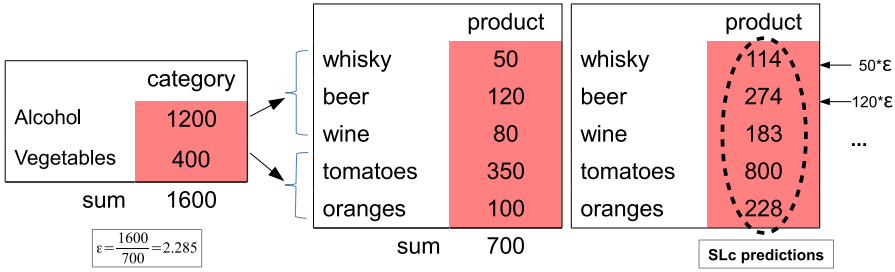 category
Alcohol 1200
Vegetables 400
sum 1600
ε=1600/700=2.285
product
whisky 50
beer 120
wine 80
tomatoes 350
oranges 100
sum 700
product
whisky 114
beer 274
wine 183
tomatoes 800
oranges 228
50*ε
120*ε
...
SLc predictions